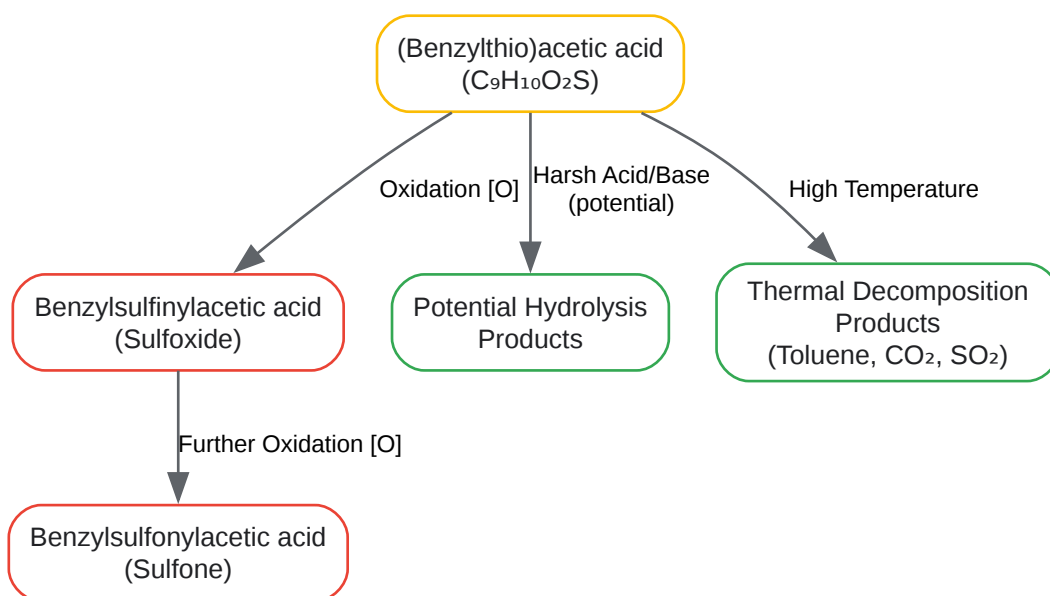 (Benzylthio)acetic acid
(C₉H₁₀O₂S)
Oxidation [O]
Harsh Acid/Base
(potential)
High Temperature
Benzylsulfinylacetic acid
(Sulfoxide)
Potential Hydrolysis
Products
Thermal Decomposition
Products
(Toluene, CO₂, SO₂)
Further Oxidation [O]
Benzylsulfonylacetic acid
(Sulfone)